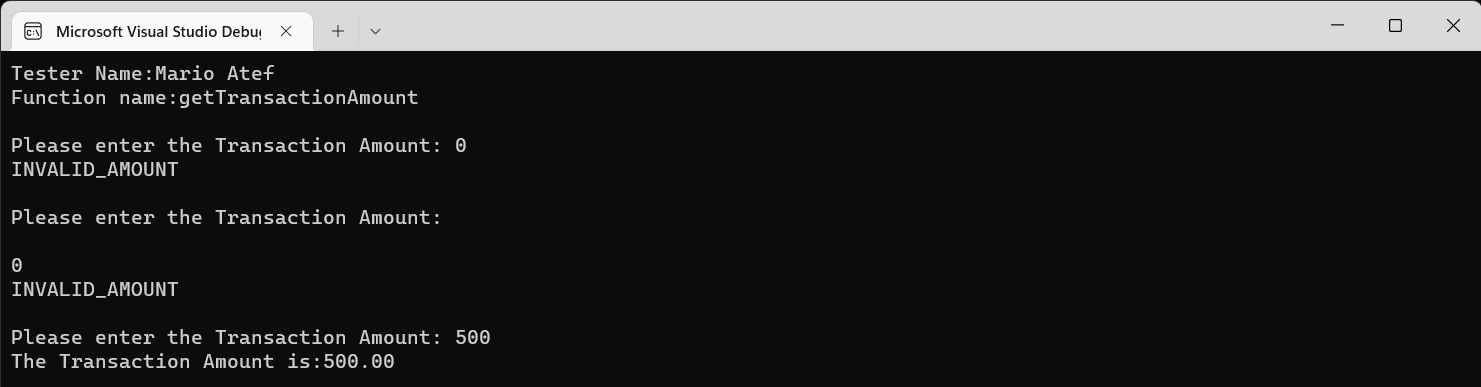 Microsoft Visual Studio Debu
Tester Name:Mario Atef
Function name:getTransactionAmount
Please enter the Transaction Amount: 0
INVALID_AMOUNT
Please enter the Transaction Amount:
0
INVALID_AMOUNT
Please enter the Transaction Amount: 500
The Transaction Amount is:500.00